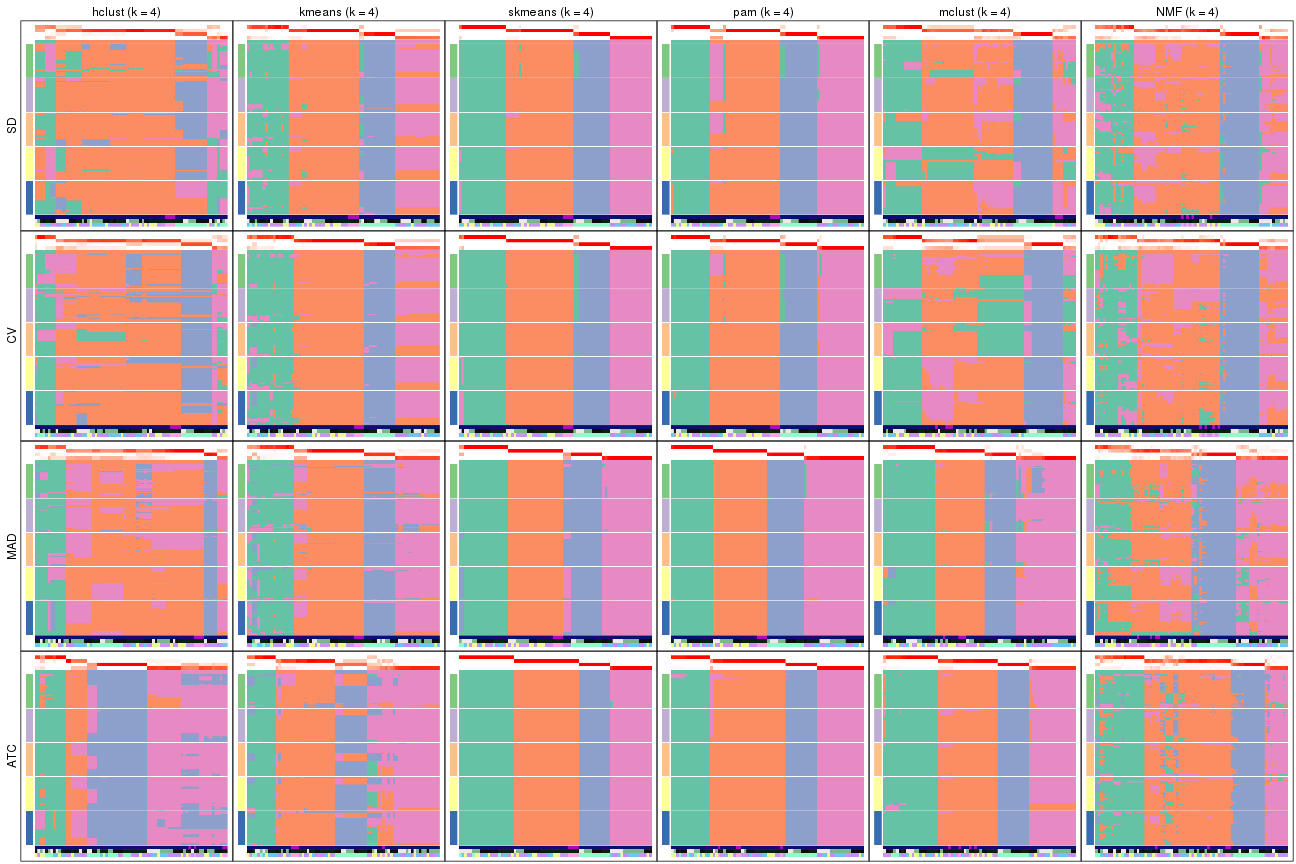 hclust (k = 4) kmeans (k = 4) skmeans (k = 4) pam (k = 4) mclust (k = 4) NMF (k = 4)
SD
CV
MAD
ATC